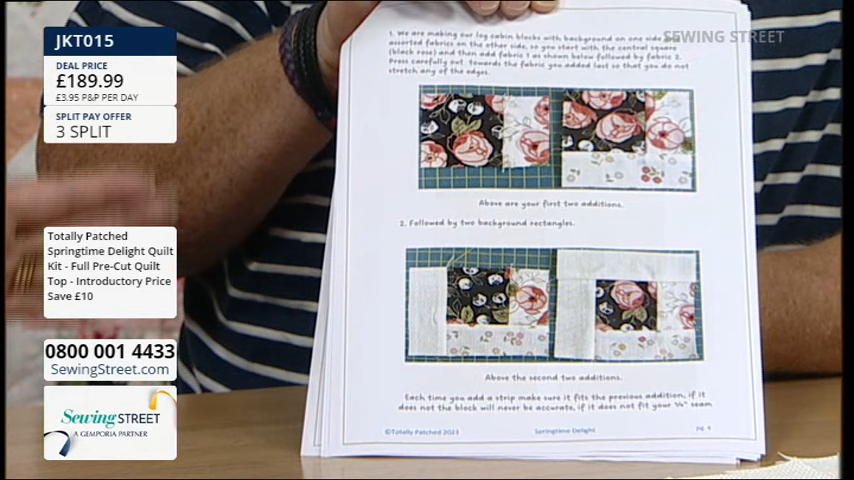 JKT015
DEAL PRICE
£189.99
£3.95 P&P PER DAY
SPLIT PAY OFFER
3 SPLIT
Totally Patched
Springtime Delight Quilt
Kit - Full Pre-Cut Quilt
Top - Introductory Price
Save £10
0800 001 4433
SewingStreet.com
Sewing STREET
A GEMPORIA PARTNER
SEWING STREET
1. We are making our log cabin blocks with background on one side and
assorted fabrics on the other side, so you start with the central square
(black rose) and then add fabric 1 as shown below followed by fabric 2.
Press carefully out, towards the fabric you added last so that you do not
stretch any of the edges.
Above are your first two additions.
2. Followed by two background rectangles.
Above the second two additions.
Each time you add a strip make sure it fits the previous addition, if it
does not the block will never be accurate, if it does not fit your ¼" seam
©Totally Patched 2023
Springtime Delight
pg. 4